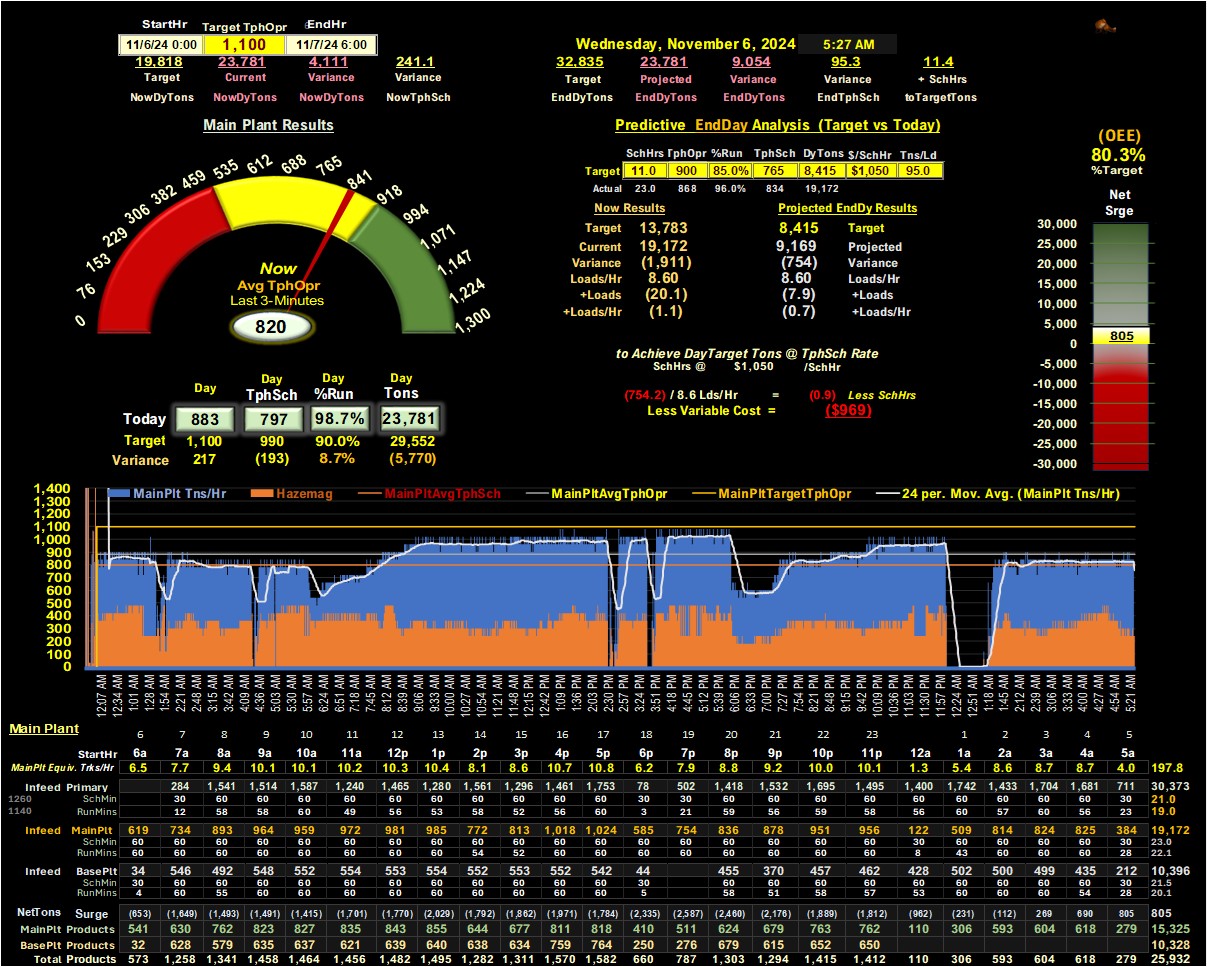 StartHr Target TphOpr EndHr
11/6/24 0:00 1,100 11/7/24 6:00
Wednesday, November 6, 2024 5:27 AM
19.818 23.781 4.111 241.1 32.835 23.781 9,054 95.3 11.4
Target Current Variance Variance Target Projected Variance Variance + SchHrs
NowDyTons NowDyTons NowDyTons NowTphSch EndDyTons EndDyTons EndDyTons EndTphSch toTargetTons
Main Plant Results
0 76 153 229 306 382 459 535 612 688 765 841 918 994 1,071 1,147 1,224 1,300
Now
Avg TphOpr
Last 3-Minutes
820
Day Day Day Day
TphSch %Run Tons
Today 883 797 98.7% 23,781
Target 1,100 990 90.0% 29,552
Variance 217 (193) 8.7% (5,770)
Predictive EndDay Analysis (Target vs Today)
SchHrs TphOpr %Run TphSch DyTons $/SchHr Tns/Ld
Target 11.0 900 85.0% 765 8,415 $1,050 95.0
Actual 23.0 868 96.0% 834 19,172
Now Results Projected EndDy Results
Target 13,783 8,415 Target
Current 19,172 9,169 Projected
Variance (1,911) (754) Variance
Loads/Hr 8.60 8.60 Loads/Hr
+Loads (20.1) (7.9) +Loads
+Loads/Hr (1.1) (0.7) +Loads/Hr
to Achieve DayTarget Tons @ TphSch Rate
SchHrs @ $1,050 /SchHr
(754.2) / 8.6 Lds/Hr = (0.9) Less SchHrs
Less Variable Cost = ($969)
(OEE)
80.3%
%Target
Net
Srge
30,000
25,000
20,000
15,000
10,000
5,000
805
0
-5,000
-10,000
-15,000
-20,000
-25,000
-30,000
MainPlt Tns/Hr Hazemag MainPltAvgTphSch MainPltAvgTphOpr MainPltTargetTphOpr 24 per. Mov. Avg. (MainPlt Tns/Hr)
1,400
1,300
1,200
1,100
1,000
900
800
700
600
500
400
300
200
100
0
12:07 AM 12:34 AM 1:01 AM 1:28 AM 1:54 AM 2:21 AM 2:48 AM 3:15 AM 3:42 AM 4:09 AM 4:36 AM 5:03 AM 5:30 AM 5:57 AM 6:24 AM 6:51 AM 7:18 AM 7:45 AM 8:12 AM 8:39 AM 9:06 AM 9:33 AM 10:00 AM 10:27 AM 10:54 AM 11:21 AM 11:48 AM 12:15 PM 12:42 PM 1:09 PM 1:36 PM 2:03 PM 2:30 PM 2:57 PM 3:24 PM 3:51 PM 4:18 PM 4:45 PM 5:12 PM 5:39 PM 6:06 PM 6:33 PM 7:00 PM 7:27 PM 7:54 PM 8:21 PM 8:48 PM 9:15 PM 9:42 PM 10:09 PM 10:36 PM 11:03 PM 11:30 PM 11:57 PM 12:24 AM 12:51 AM 1:18 AM 1:45 AM 2:12 AM 2:39 AM 3:06 AM 3:33 AM 4:00 AM 4:27 AM 4:54 AM 5:21 AM
Main Plant
6 7 8 9 10 11 12 13 14 15 16 17 18 19 20 21 22 23 1 2 3 4 5
StartHr 6a 7a 8a 9a 10a 11a 12p 1p 2p 3p 4p 5p 6p 7p 8p 9p 10p 11p 12a 1a 2a 3a 4a 5a
MainPlt Equiv. Trks/Hr 6.5 7.7 9.4 10.1 10.1 10.2 10.3 10.4 8.1 8.6 10.7 10.8 6.2 7.9 8.8 9.2 10.0 10.1 1.3 5.4 8.6 8.7 8.7 4.0 197.8
Infeed Primary 284 1,541 1,514 1,587 1,240 1,465 1,280 1,561 1,296 1,461 1,753 78 502 1,418 1,532 1,695 1,495 1,400 1,742 1,433 1,704 1,681 711 30,373
1260 SchMin 30 60 60 60 60 60 60 60 60 60 60 30 30 60 60 60 60 60 60 60 60 60 30 21.0
1140 RunMins 12 58 58 60 49 56 53 58 56 60 60 3 21 59 56 59 58 56 60 57 60 56 23 19.0
Infeed MainPlt 619 734 893 964 959 972 981 985 772 813 1,018 1,024 585 754 836 878 951 956 122 509 814 824 825 384 19,172
SchMin 60 60 60 60 60 60 60 60 60 60 60 60 60 60 60 60 60 60 30 60 60 60 60 30 23.0
RunMins 60 60 60 60 60 60 60 60 54 52 60 60 60 60 60 60 60 60 8 43 60 60 60 28 22.1
Infeed BasePlt 34 546 492 548 552 554 553 554 552 553 552 542 44 455 370 457 462 428 502 500 499 435 212 10,396
SchMin 30 60 60 60 60 60 60 60 60 60 60 60 30 60 60 60 60 60 60 60 60 60 30 21.5
RunMins 4 60 55 60 60 60 60 60 60 60 60 60 5 58 51 58 57 53 60 60 60 54 28 20.1
NetTons Surge (653) (1,649) (1,493) (1,491) (1,415) (1,701) (1,770) (2,029) (1,792) (1,862) (1,971) (1,784) (2,335) (2,587) (2,460) (2,176) (1,889) (1,812) (962) (231) (112) 269 690 805 805
MainPlt Products 541 630 762 823 827 835 843 855 644 677 811 818 410 511 624 679 763 762 110 306 593 604 618 279 15,325
BasePlt Products 32 628 579 635 637 621 639 640 638 634 759 764 250 276 679 615 652 650 10,328
Total Products 573 1,258 1,341 1,458 1,464 1,456 1,482 1,495 1,282 1,311 1,570 1,582 660 787 1,303 1,294 1,415 1,412 110 306 593 604 618 279 25,932